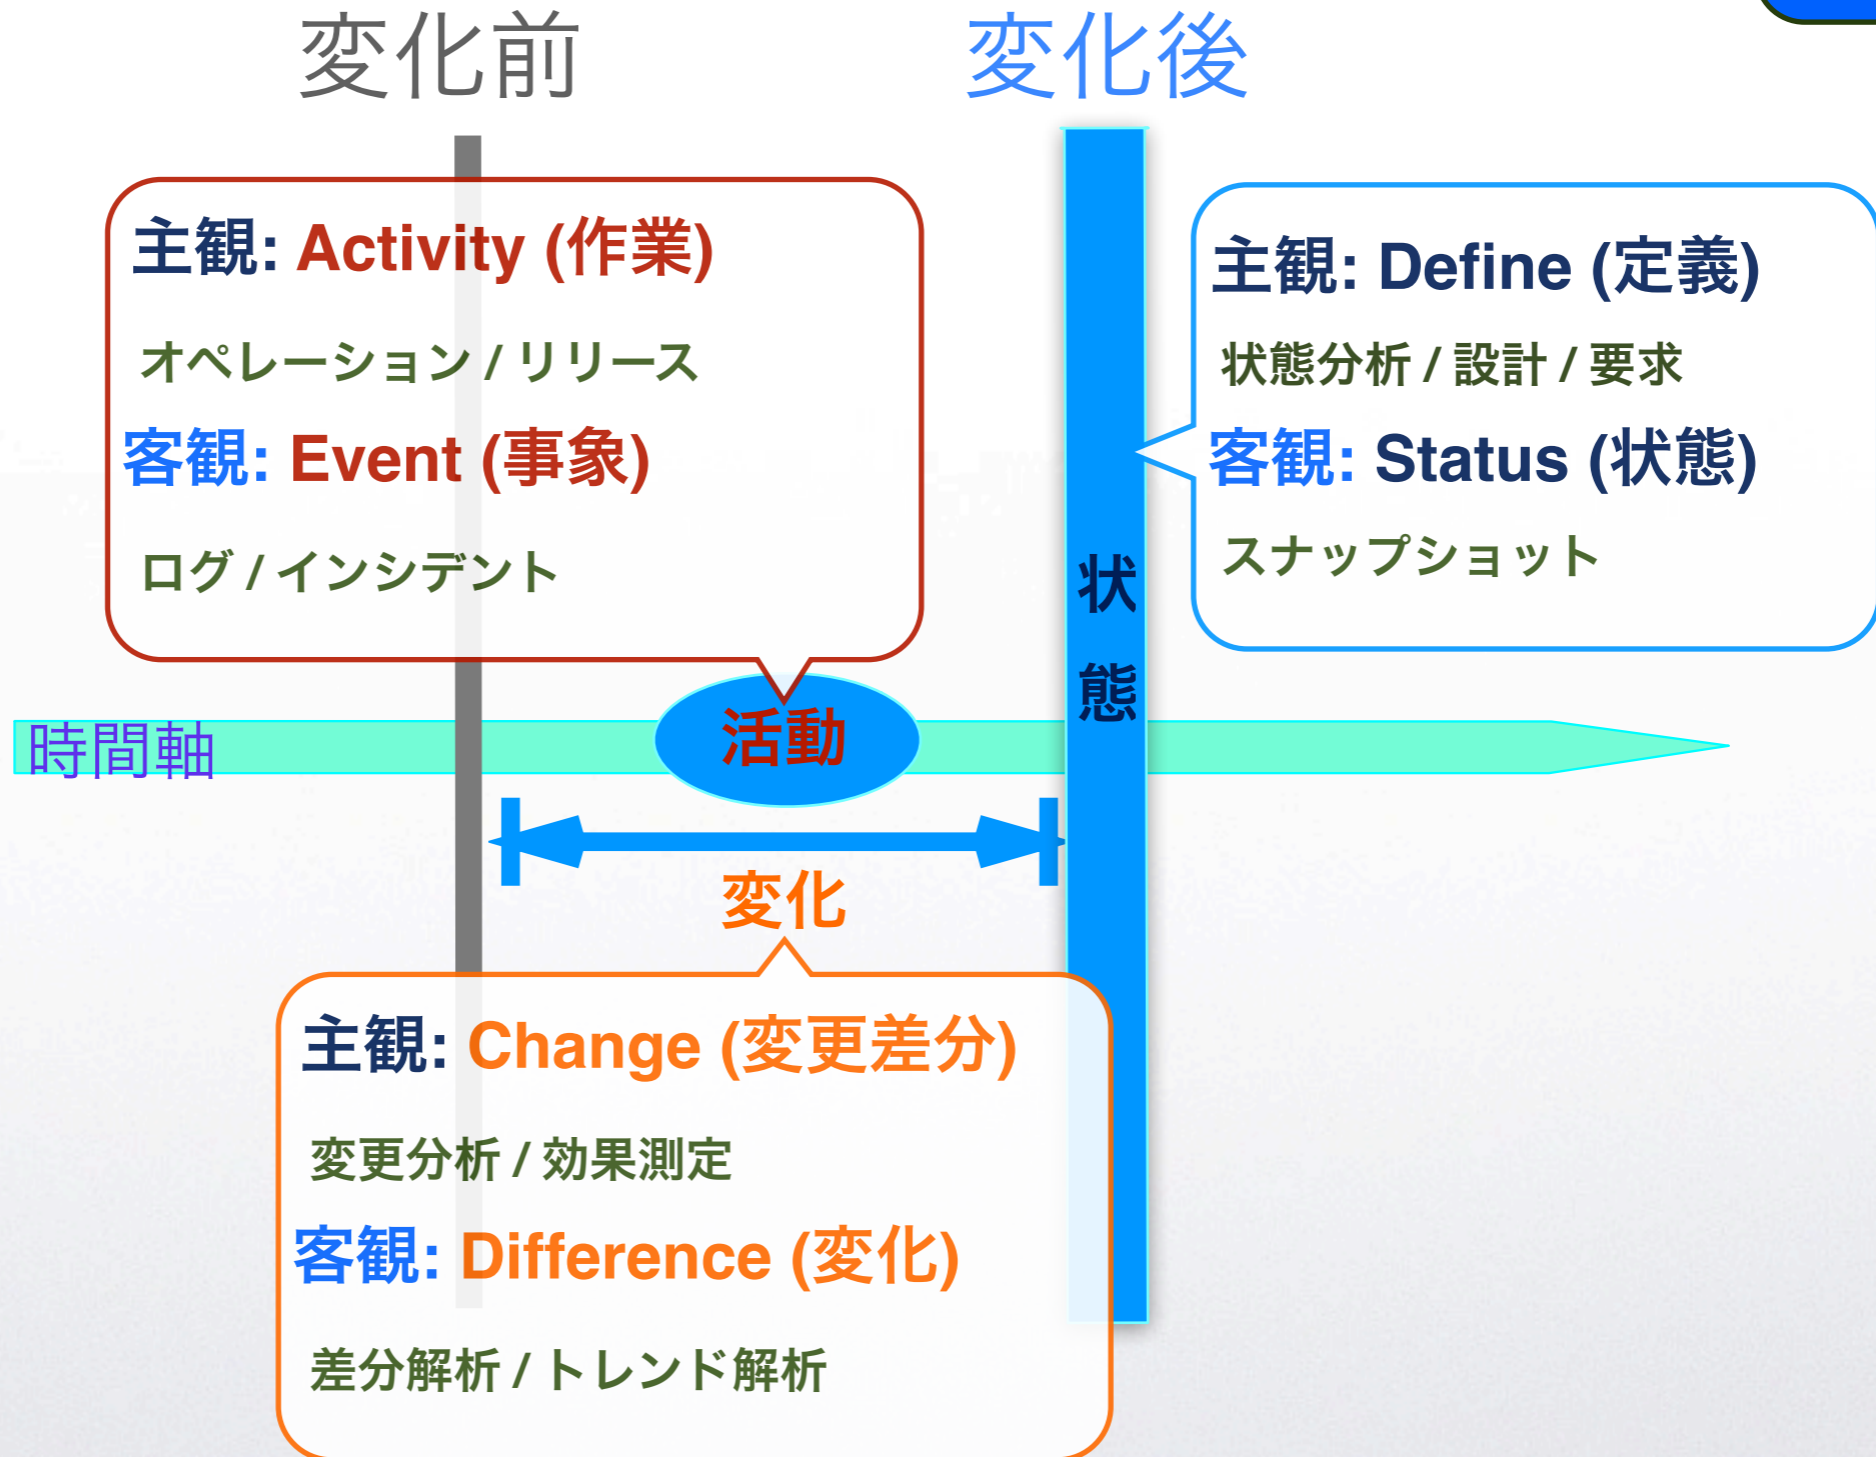 変化前
変化後
主観: Activity (作業)
オペレーション / リリース
客観: Event (事象)
ログ / インシデント
主観: Define (定義)
状態分析 / 設計 / 要求
客観: Status (状態)
スナップショット
状態
時間軸
活動
変化
主観: Change (変更差分)
変更分析 / 効果測定
客観: Difference (変化)
差分解析 / トレンド解析